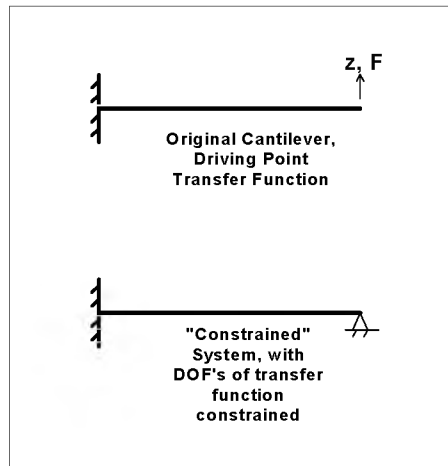 z, F
Original Cantilever,
Driving Point
Transfer Function
"Constrained"
System, with
DOF's of transfer
function
constrained